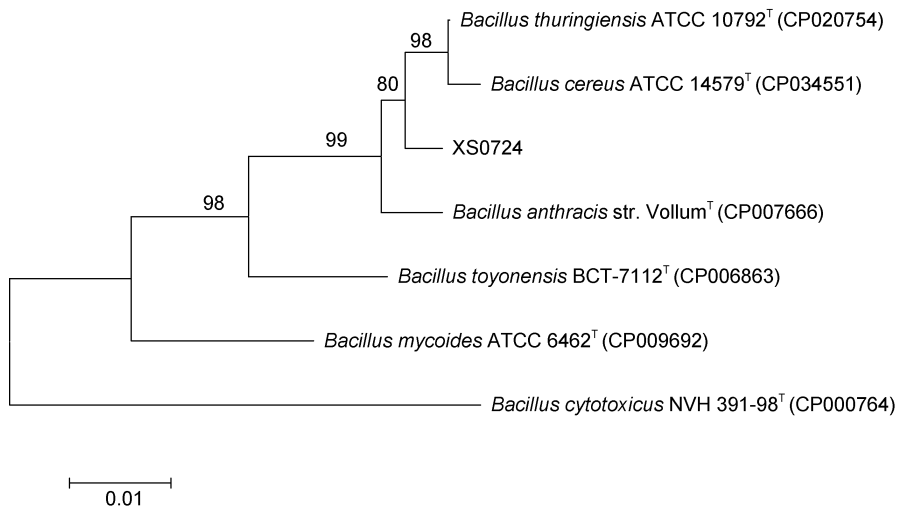 Bacillus thuringiensis ATCC 10792ᵀ (CP020754)
98
Bacillus cereus ATCC 14579ᵀ (CP034551)
80
99
XS0724
98
Bacillus anthracis str. Vollumᵀ (CP007666)
Bacillus toyonensis BCT-7112ᵀ (CP006863)
Bacillus mycoides ATCC 6462ᵀ (CP009692)
Bacillus cytotoxicus NVH 391-98ᵀ (CP000764)
0.01